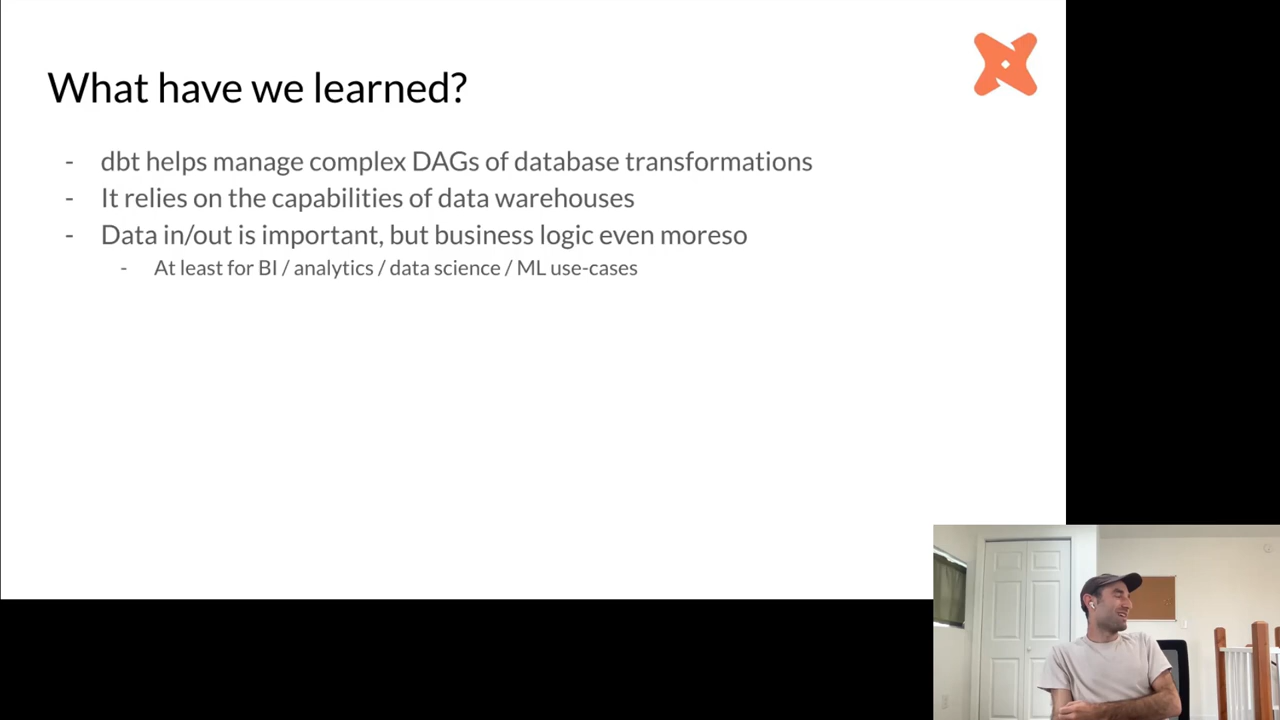 What have we learned?
- dbt helps manage complex DAGs of database transformations
- It relies on the capabilities of data warehouses
- Data in/out is important, but business logic even moreso
- At least for BI / analytics / data science / ML use-cases